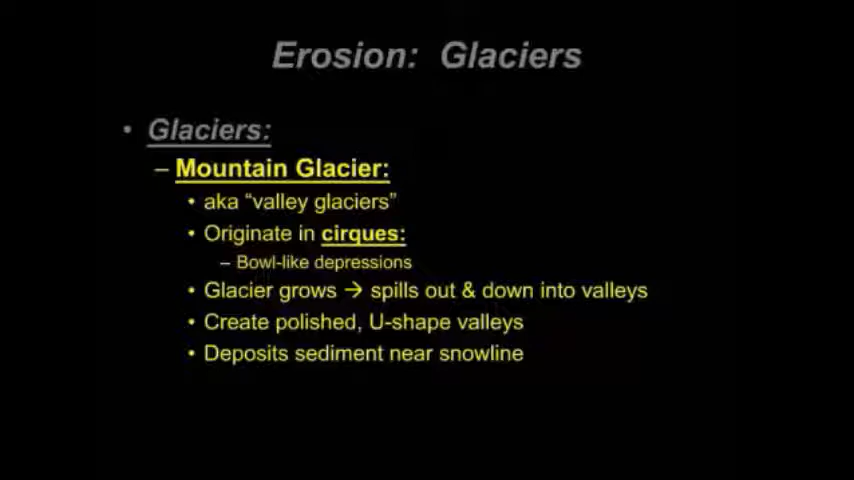 Erosion:  Glaciers
• Glaciers:
– Mountain Glacier:
• aka “valley glaciers”
• Originate in cirques:
– Bowl-like depressions
• Glacier grows → spills out & down into valleys
• Create polished, U-shape valleys
• Deposits sediment near snowline